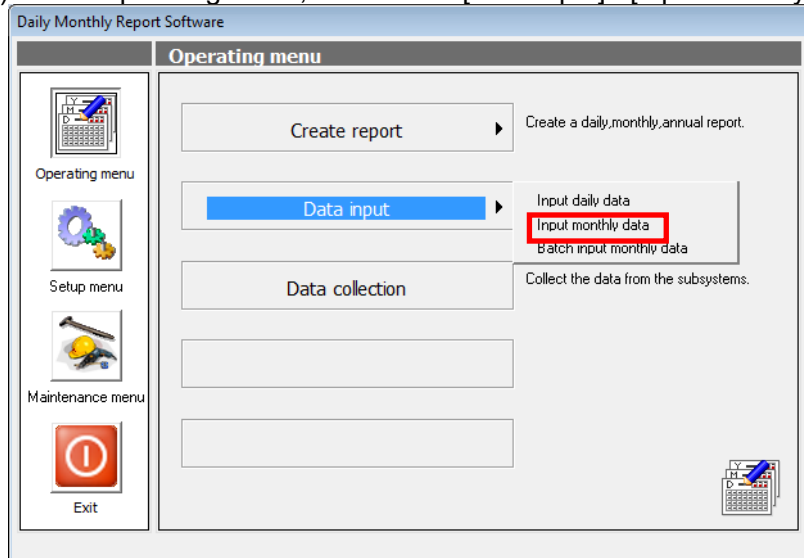 Daily Monthly Report Software
Operating menu
Create report
Create a daily,monthly,annual report.
Operating menu
Data input
Input daily data
Input monthly data
Batch input monthly data
Setup menu
Data collection
Collect the data from the subsystems.
Maintenance menu
Exit